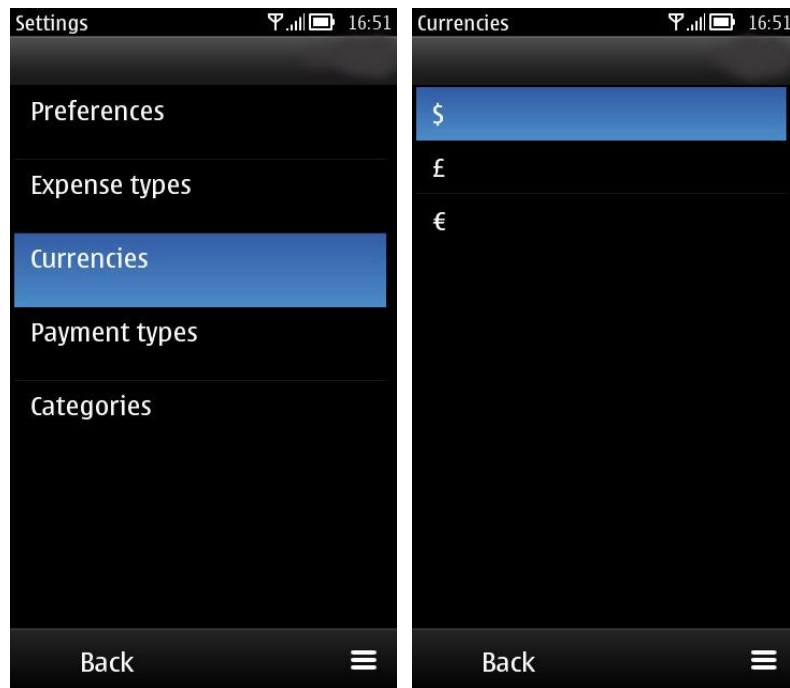 Settings 16:51
Preferences
Expense types
Currencies
Payment types
Categories
Back
Currencies 16:51
$
£
€
Back